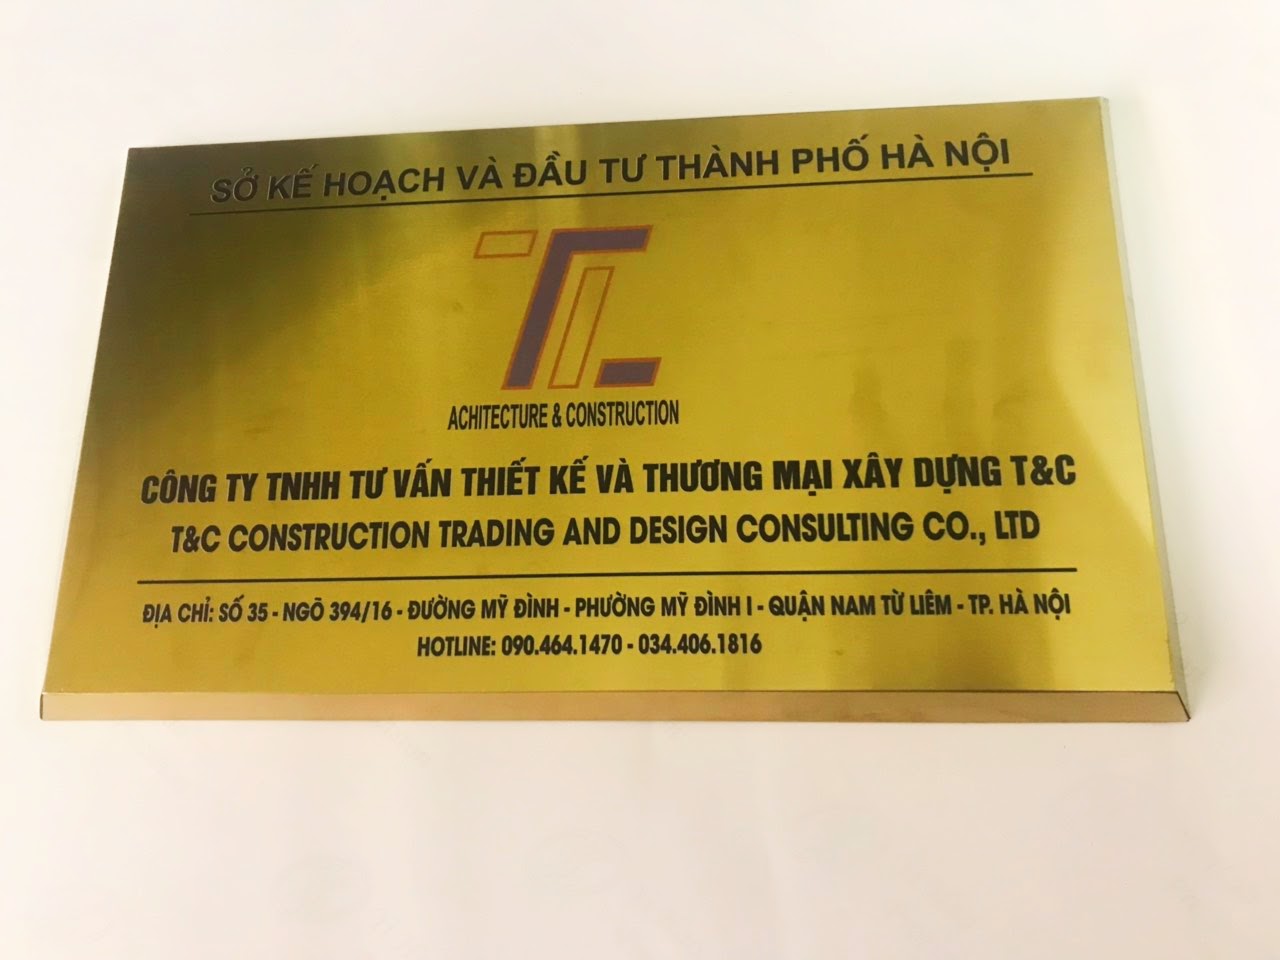 SỞ KẾ HOẠCH VÀ ĐẦU TƯ THÀNH PHỐ HÀ NỘI
TC
ACHITECTURE & CONSTRUCTION
CÔNG TY TNHH TƯ VẤN THIẾT KẾ VÀ THƯƠNG MẠI XÂY DỰNG T&C
T&C CONSTRUCTION TRADING AND DESIGN CONSULTING CO., LTD
ĐỊA CHỈ: SỐ 35 - NGÕ 394/16 - ĐƯỜNG MỸ ĐÌNH - PHƯỜNG MỸ ĐÌNH I - QUẬN NAM TỪ LIÊM - TP. HÀ NỘI
HOTLINE: 090.464.1470 - 034.406.1816